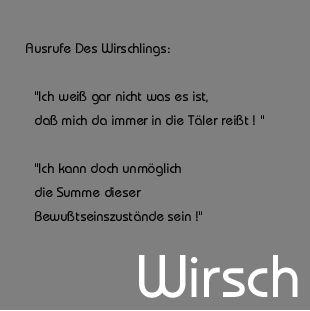 Ausrufe Des Wirschlings:
"Ich weiß gar nicht was es ist,
daß mich da immer in die Täler reißt ! "
"Ich kann doch unmöglich
die Summe dieser
Bewußtseinszustände sein !"
Wirsch